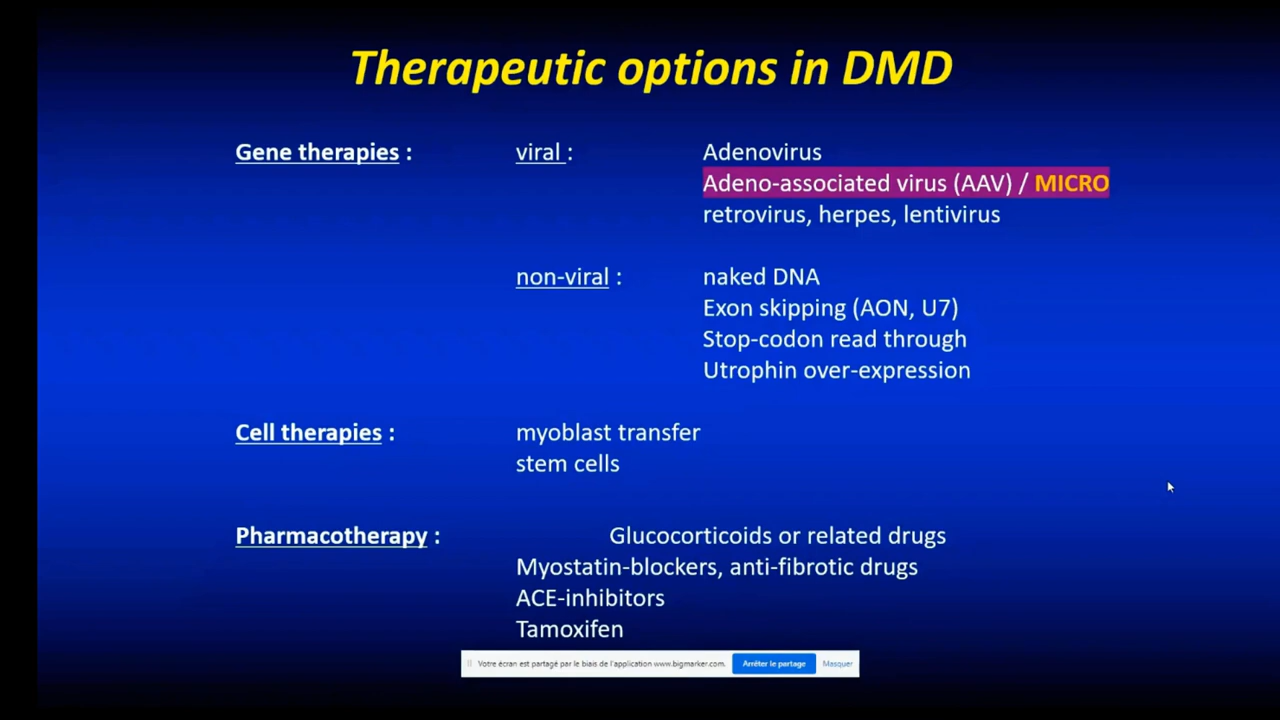 Therapeutic options in DMD
Gene therapies : viral : Adenovirus
Adeno-associated virus (AAV) / MICRO
retrovirus, herpes, lentivirus
non-viral : naked DNA
Exon skipping (AON, U7)
Stop-codon read through
Utrophin over-expression
Cell therapies : myoblast transfer
stem cells
Pharmacotherapy : Glucocorticoids or related drugs
Myostatin-blockers, anti-fibrotic drugs
ACE-inhibitors
Tamoxifen
Votre écran est partagé par le biais de l'application www.bigmarker.com. Arrêter le partage Masquer